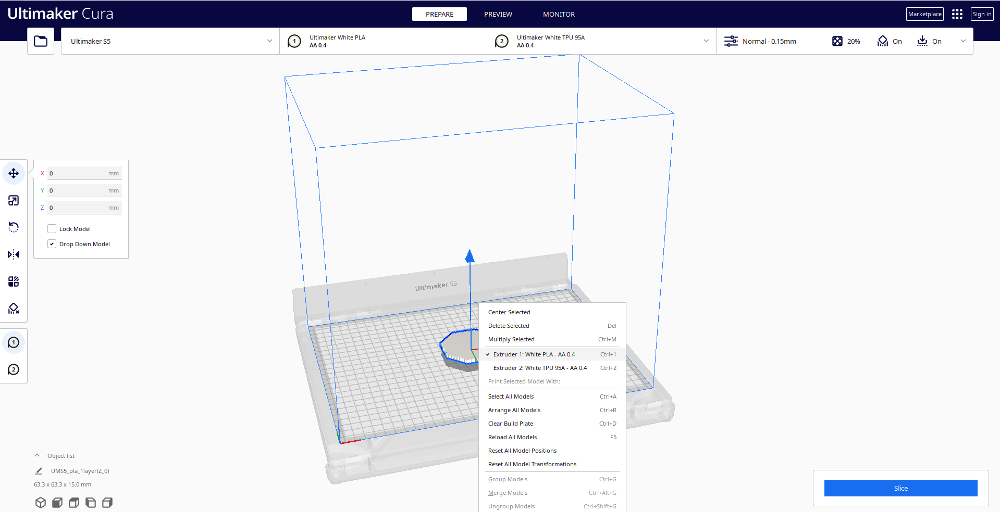 Ultimaker Cura
PREPARE
PREVIEW
MONITOR
Marketplace
Sign in
Ultimaker S5
1
Ultimaker White PLA
AA 0.4
2
Ultimaker White TPU 95A
AA 0.4
Normal - 0.15mm
20%
On
On
X 0 mm
Y 0 mm
Z 0 mm
Lock Model
Drop Down Model
1
2
Ultimaker S5
Center Selected
Delete Selected Del
Multiply Selected Ctrl+M
Extruder 1: White PLA - AA 0.4 Ctrl+1
Extruder 2: White TPU 95A - AA 0.4 Ctrl+2
Print Selected Model With:
Select All Models Ctrl+A
Arrange All Models Ctrl+R
Clear Build Plate Ctrl+D
Reload All Models F5
Reset All Model Positions
Reset All Model Transformations
Group Models Ctrl+G
Merge Models Ctrl+Alt+G
Ungroup Models Ctrl+Shift+G
Object list
UMS5_pla_1layer(Z_0)
63.3 x 63.3 x 15.0 mm
Slice